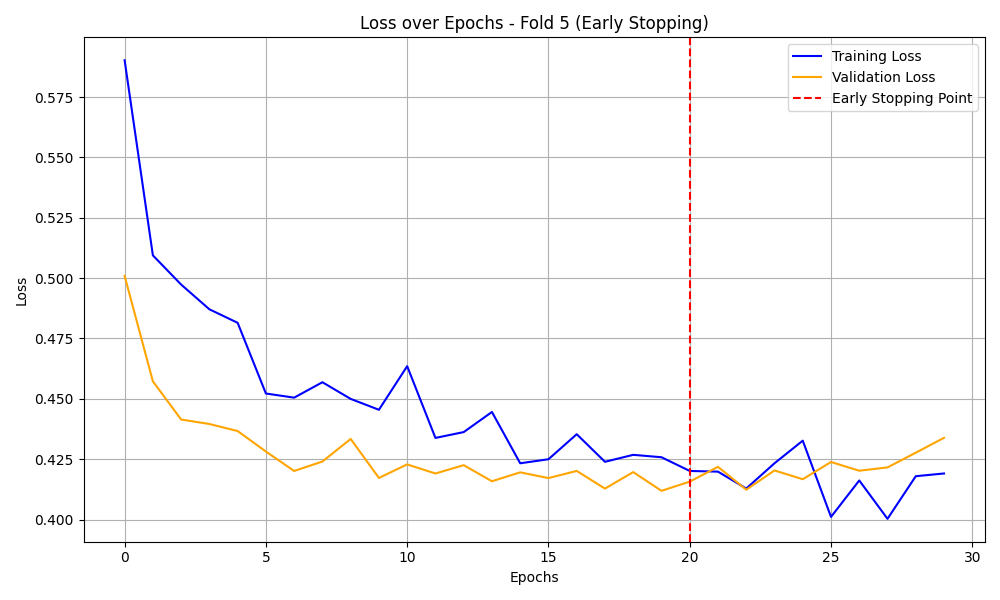 Loss over Epochs - Fold 5 (Early Stopping)
Training Loss
Validation Loss
Early Stopping Point
Loss
0.575
0.550
0.525
0.500
0.475
0.450
0.425
0.400
0 5 10 15 20 25 30
Epochs